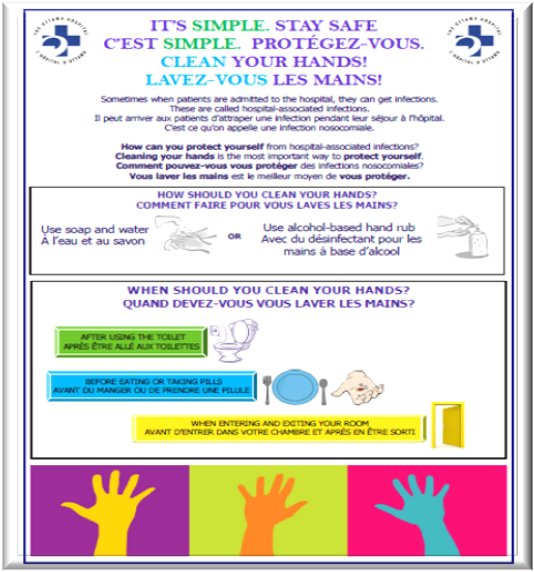 THE OTTAWA HOSPITAL
L'HÔPITAL D'OTTAWA
THE OTTAWA HOSPITAL
L'HÔPITAL D'OTTAWA
IT'S SIMPLE. STAY SAFE
C'EST SIMPLE. PROTÉGEZ-VOUS.
CLEAN YOUR HANDS!
LAVEZ-VOUS LES MAINS!
Sometimes when patients are admitted to the hospital, they can get infections.
These are called hospital-associated infections.
Il peut arriver aux patients d'attraper une infection pendant leur séjour à l'hôpital.
C'est ce qu'on appelle une infection nosocomiale.
How can you protect yourself from hospital-associated infections?
Cleaning your hands is the most important way to protect yourself.
Comment pouvez-vous vous protéger des infections nosocomiales?
Vous laver les mains est le meilleur moyen de vous protéger.
HOW SHOULD YOU CLEAN YOUR HANDS?
COMMENT FAIRE POUR VOUS LAVES LES MAINS?
Use soap and water
À l'eau et au savon
OR
Use alcohol-based hand rub
Avec du désinfectant pour les
mains à base d'alcool
WHEN SHOULD YOU CLEAN YOUR HANDS?
QUAND DEVEZ-VOUS VOUS LAVER LES MAINS?
AFTER USING THE TOILET
APRÈS ÊTRE ALLÉ AUX TOILETTES
BEFORE EATING OR TAKING PILLS
AVANT DU MANGER OU DE PRENDRE UNE PILULE
WHEN ENTERING AND EXITING YOUR ROOM
AVANT D'ENTRER DANS VOTRE CHAMBRE ET APRÈS EN ÊTRE SORTI